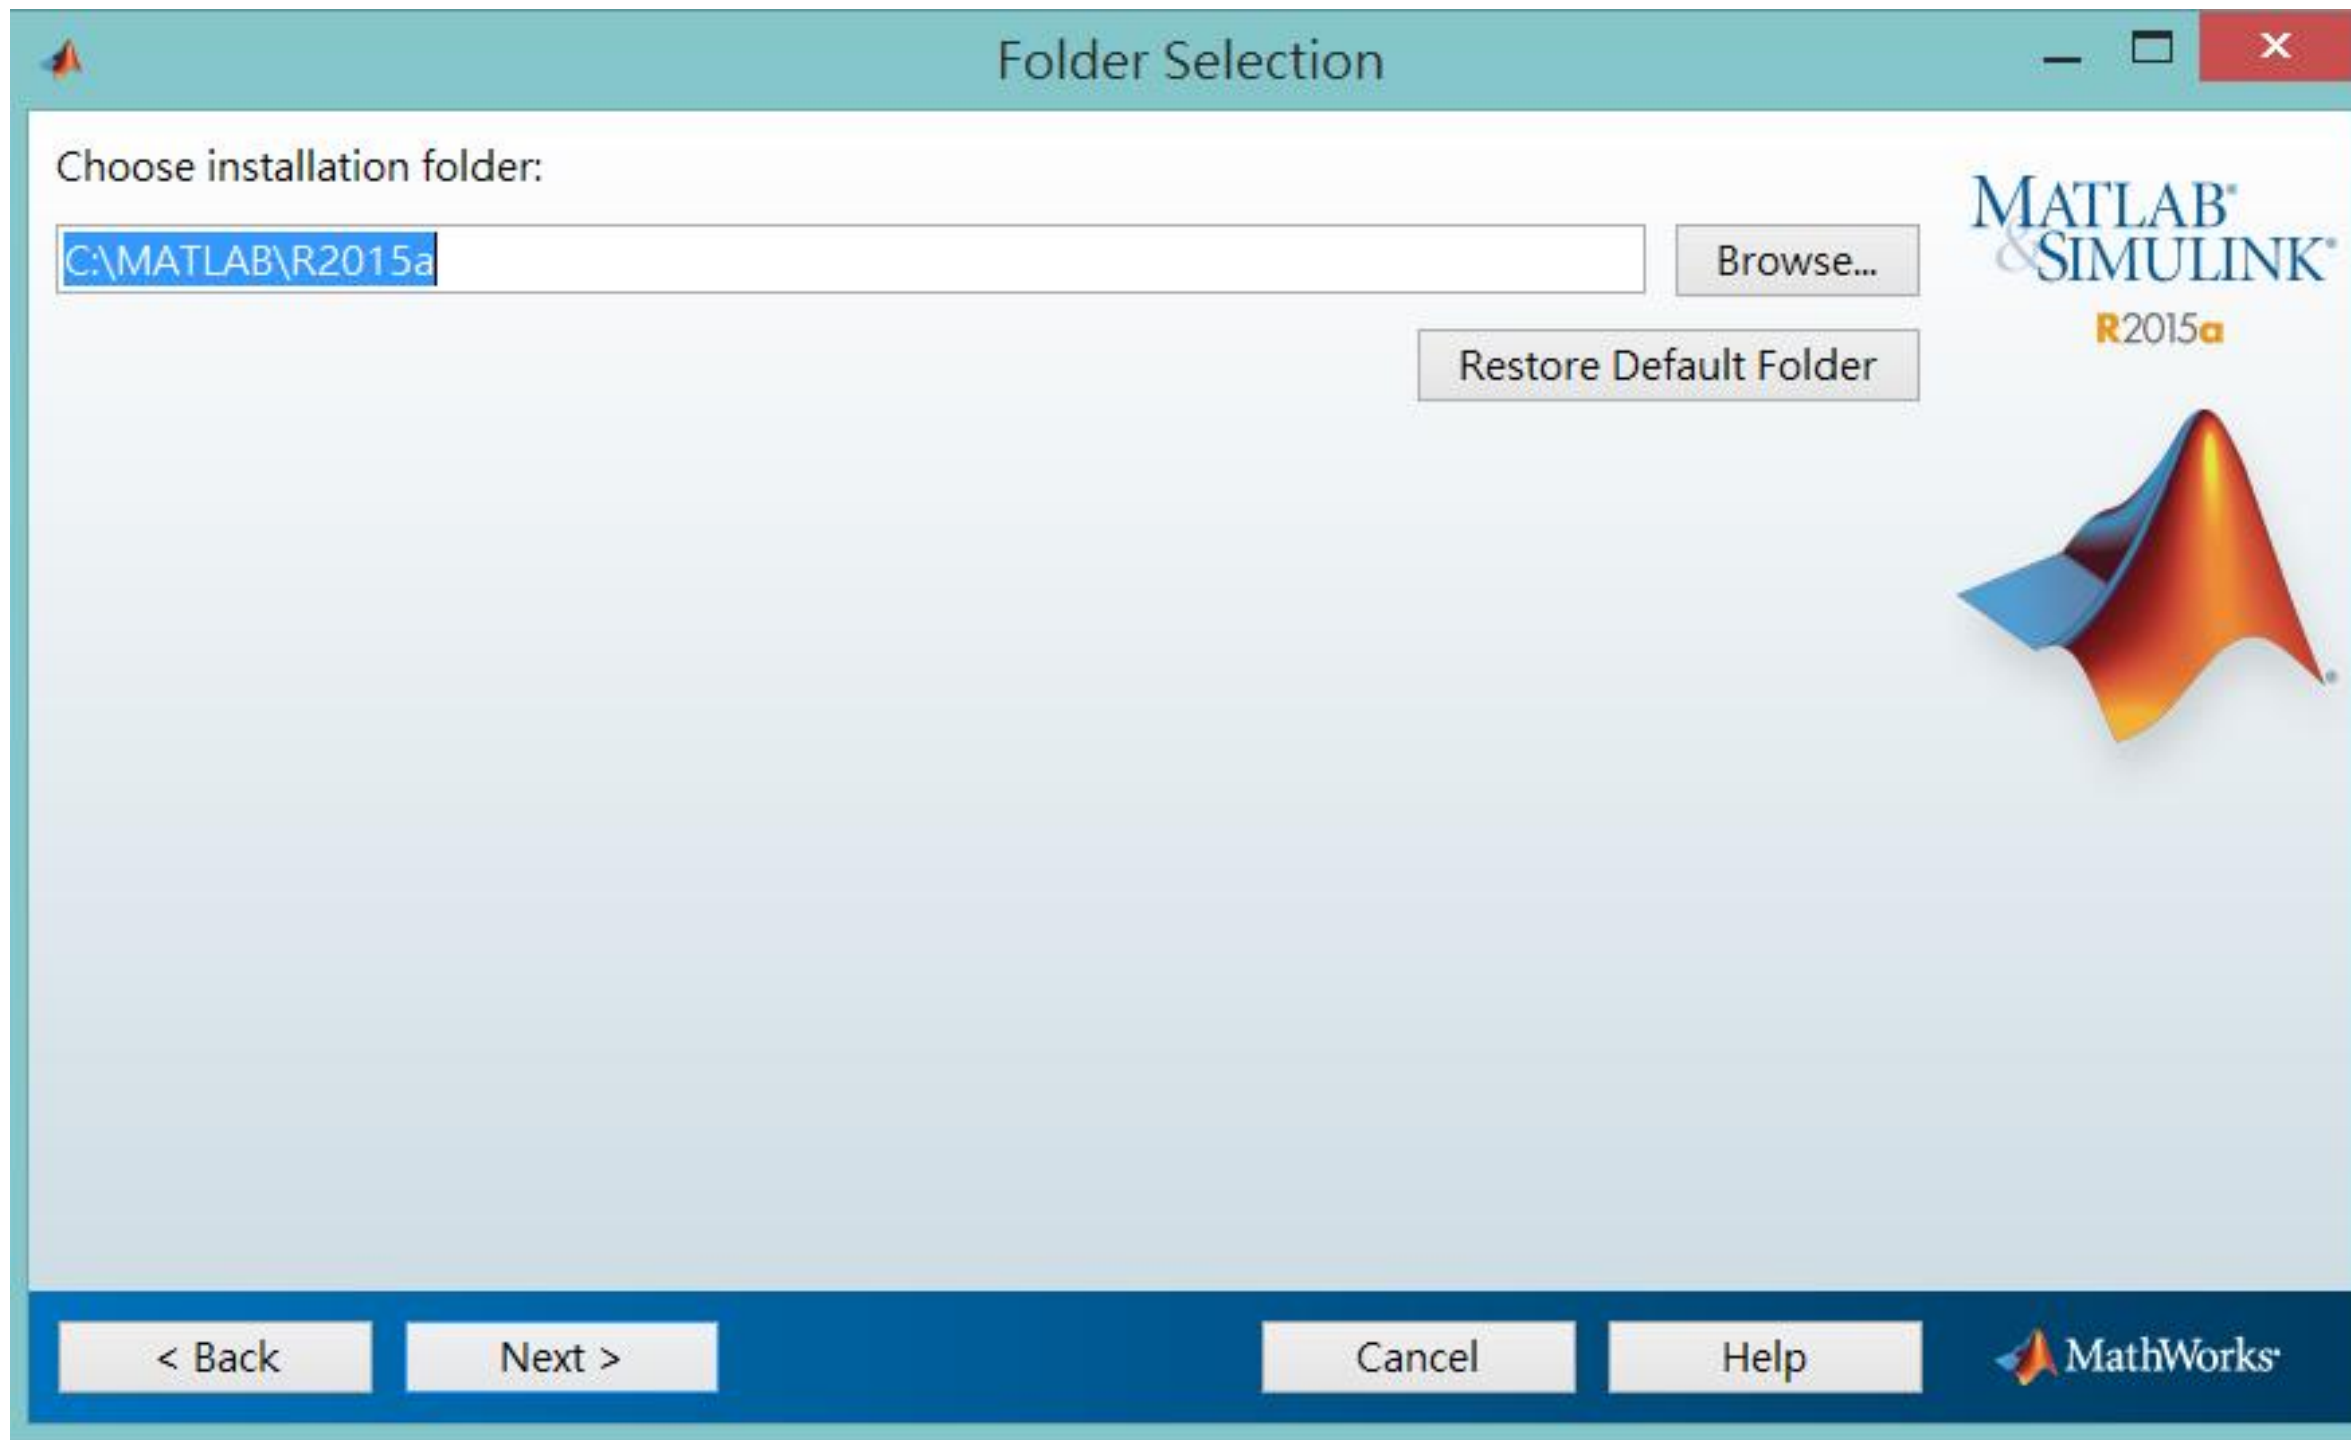 Folder Selection
Choose installation folder:
C:\MATLAB\R2015a
Browse...
Restore Default Folder
MATLAB®
&SIMULINK®
R2015a
< Back
Next >
Cancel
Help
MathWorks®